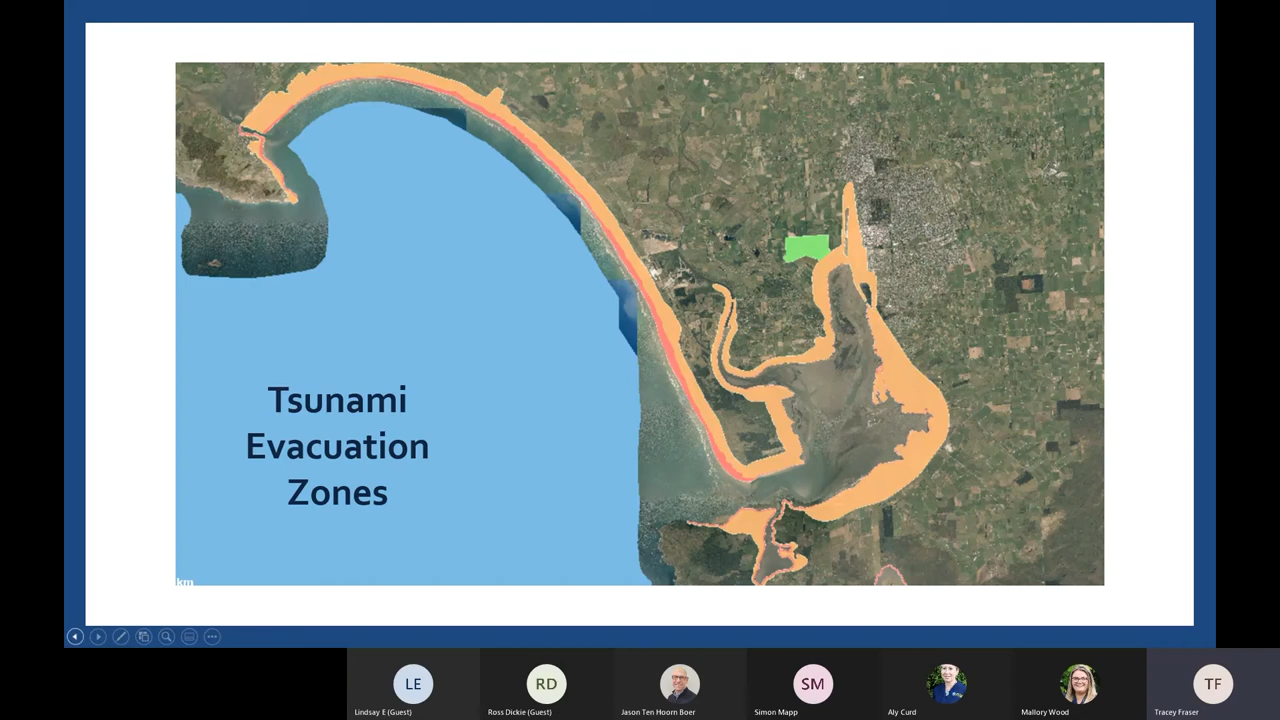 Tsunami
Evacuation
Zones
km
LE
RD
SM
TF
Lindsay E (Guest)
Ross Dickie (Guest)
Jason Ten Hoorn Boer
Simon Mapp
Aly Curd
Mallory Wood
Tracey Fraser